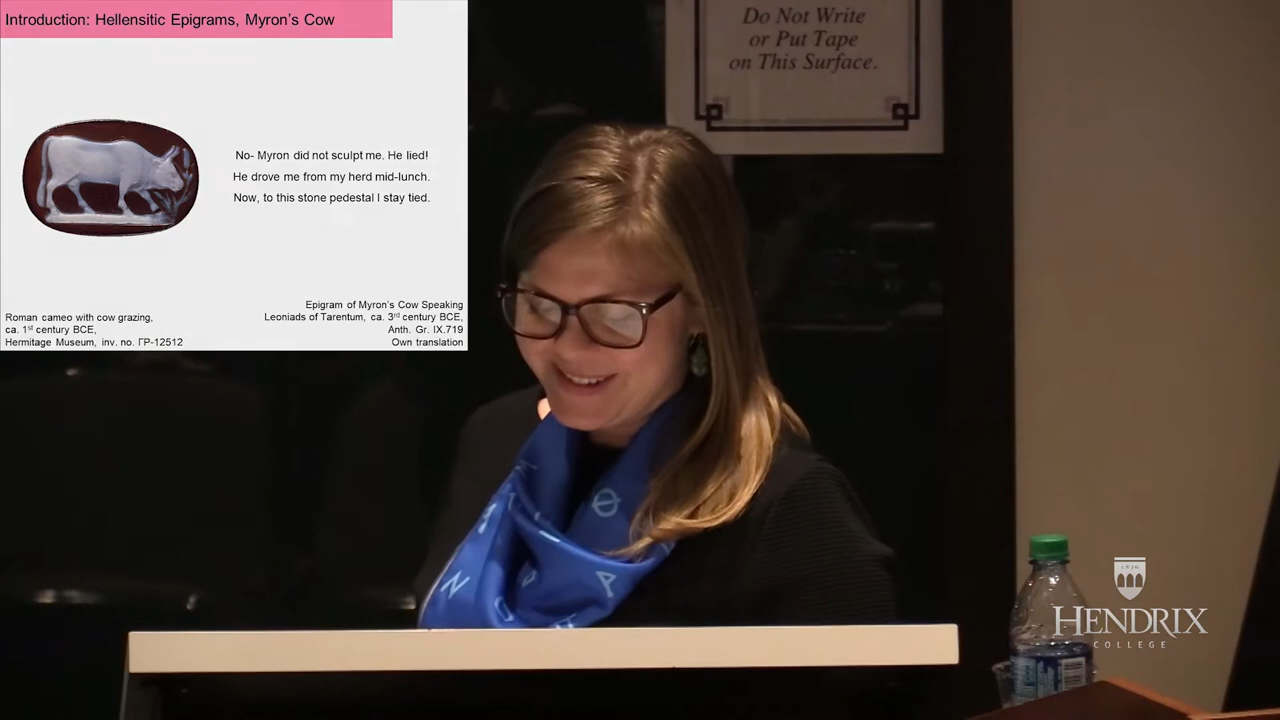 Introduction: Hellensitic Epigrams, Myron's Cow
No- Myron did not sculpt me. He lied!
He drove me from my herd mid-lunch.
Now, to this stone pedestal I stay tied.
Epigram of Myron's Cow Speaking
Leoniads of Tarentum, ca. 3rd century BCE,
Anth. Gr. IX.719
Own translation
Roman cameo with cow grazing,
ca. 1st century BCE,
Hermitage Museum, inv. no. ГР-12512
Do Not Write
or Put Tape
on This Surface.
1876
HENDRIX
COLLEGE